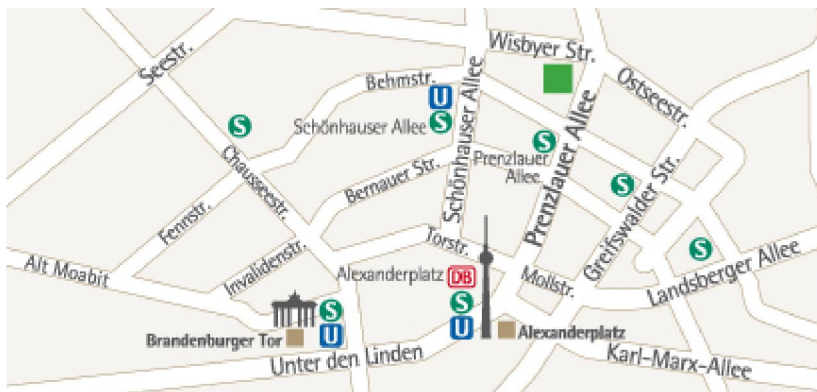 Wisbyer Str.
Seestr.
Behmstr.
Ostseestr.
U
Schönhauser Allee
S
S
Schönhauser Allee
Prenzlauer Allee
S
Prenzlauer
Allee
S
Chausseestr.
Bernauer Str.
Greifswalder Str.
S
Fennstr.
Invalidenstr.
Torstr.
Alt Moabit
Alexanderplatz
DB
Mollstr.
Landsberger Allee
S
S
U
S
U
Brandenburger Tor
Alexanderplatz
Unter den Linden
Karl-Marx-Allee